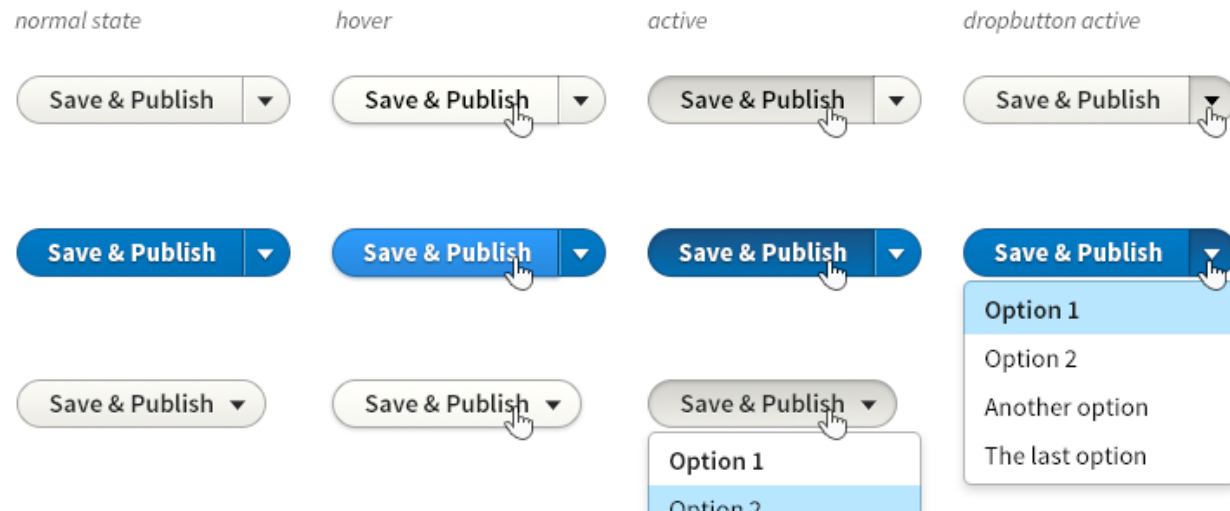 normal state hover active dropbutton active
Save & Publish Save & Publish Save & Publish Save & Publish
Save & Publish Save & Publish Save & Publish Save & Publish
Option 1
Option 2
Another option
The last option
Save & Publish Save & Publish Save & Publish
Option 1
Option 2